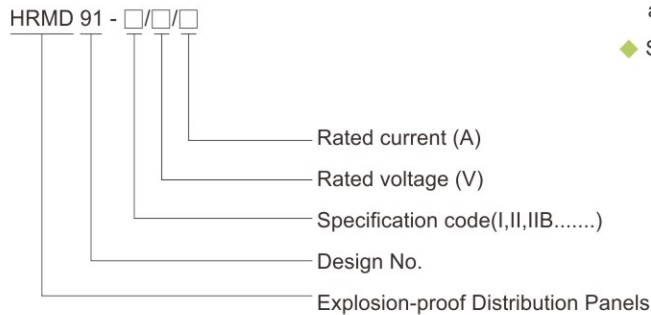 HRMD 91 - □/□/□
a
S
Rated current (A)
Rated voltage (V)
Specification code(I,II,IIB.......)
Design No.
Explosion-proof Distribution Panels